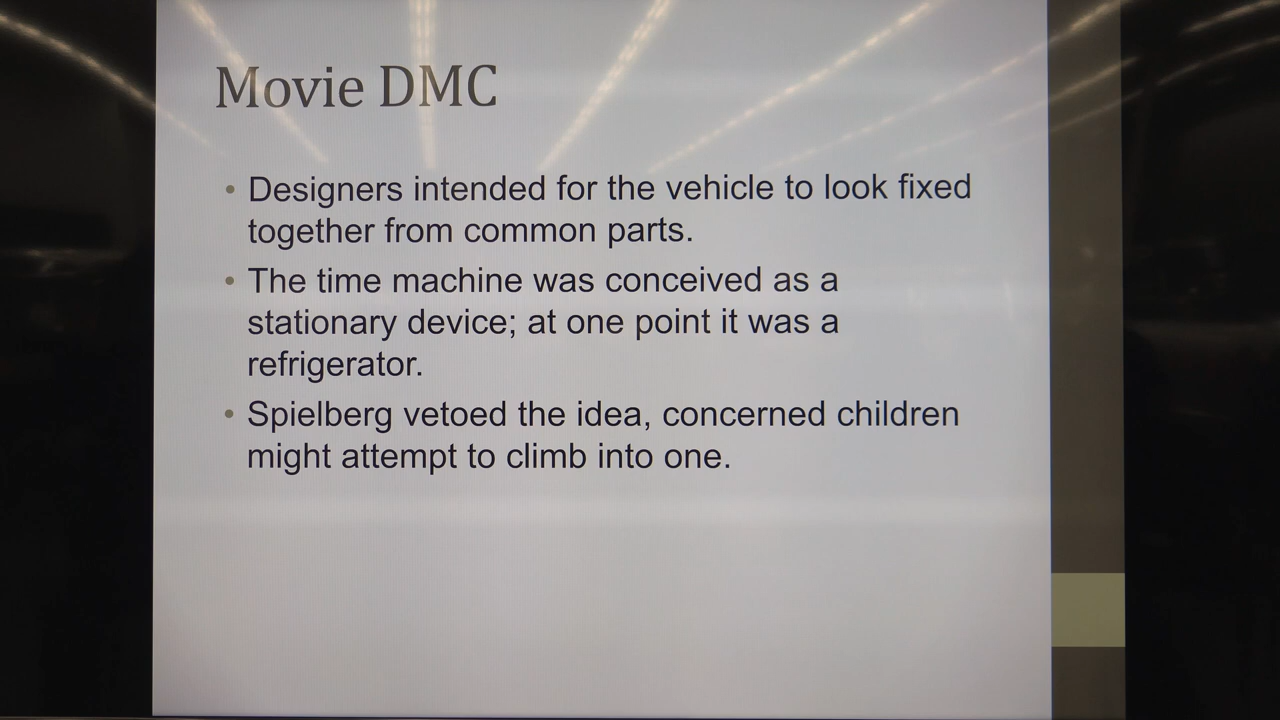 Movie DMC
• Designers intended for the vehicle to look fixed
together from common parts.
• The time machine was conceived as a
stationary device; at one point it was a
refrigerator.
• Spielberg vetoed the idea, concerned children
might attempt to climb into one.